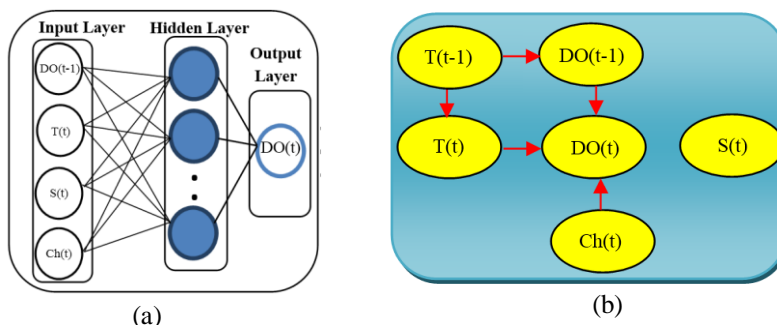 Input Layer
Hidden Layer
Output
Layer
DO(t-1)
T(t)
S(t)
Ch(t)
DO(t)
(a)
T(t-1)
DO(t-1)
T(t)
DO(t)
S(t)
Ch(t)
(b)